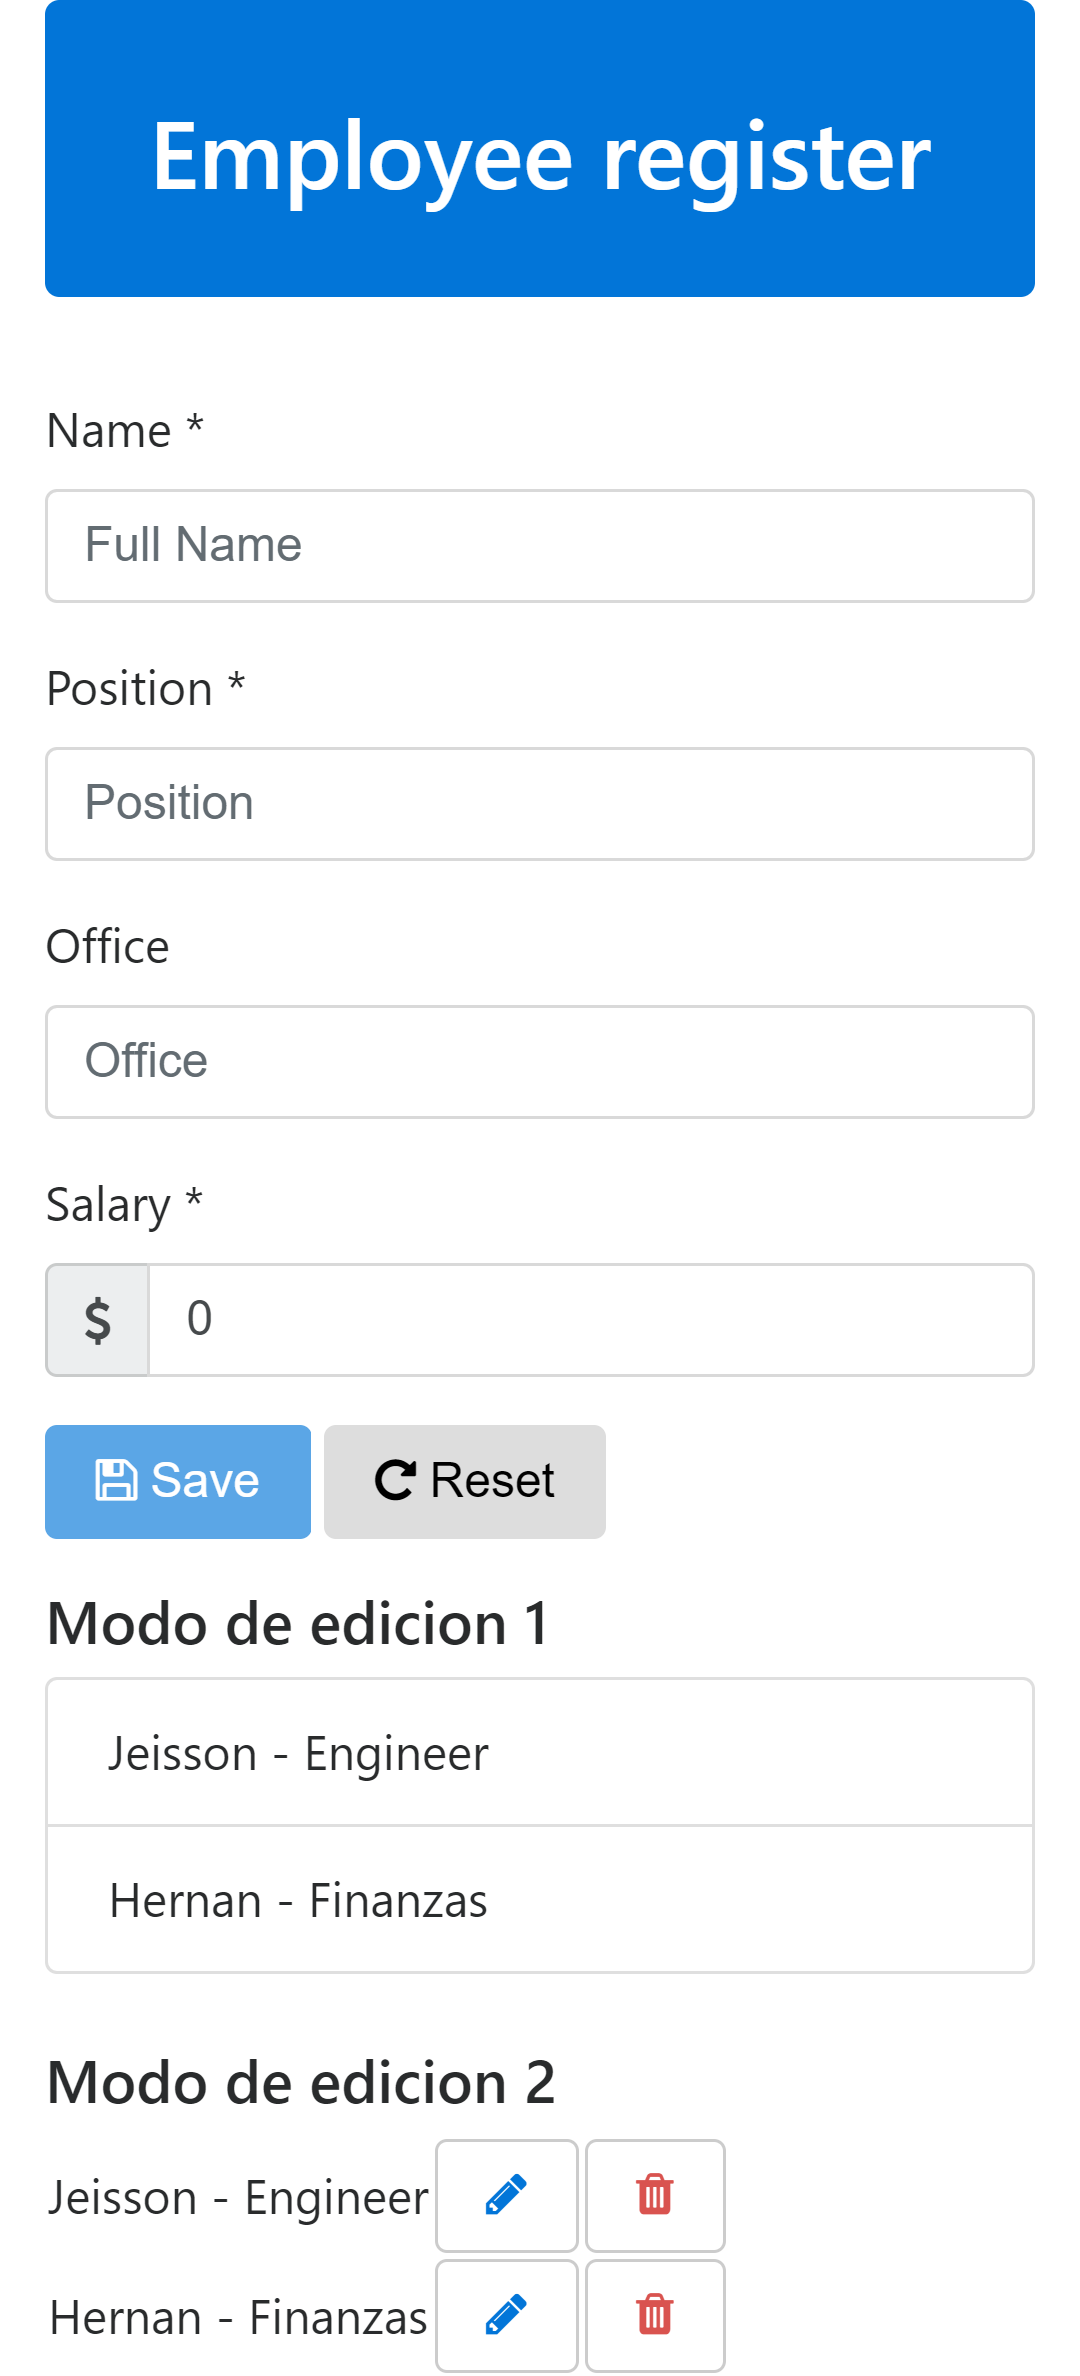 Employee register
Name *
Full Name
Position *
Position
Office
Office
Salary *
$ 0
Save Reset
Modo de edicion 1
Jeisson - Engineer
Hernan - Finanzas
Modo de edicion 2
Jeisson - Engineer
Hernan - Finanzas